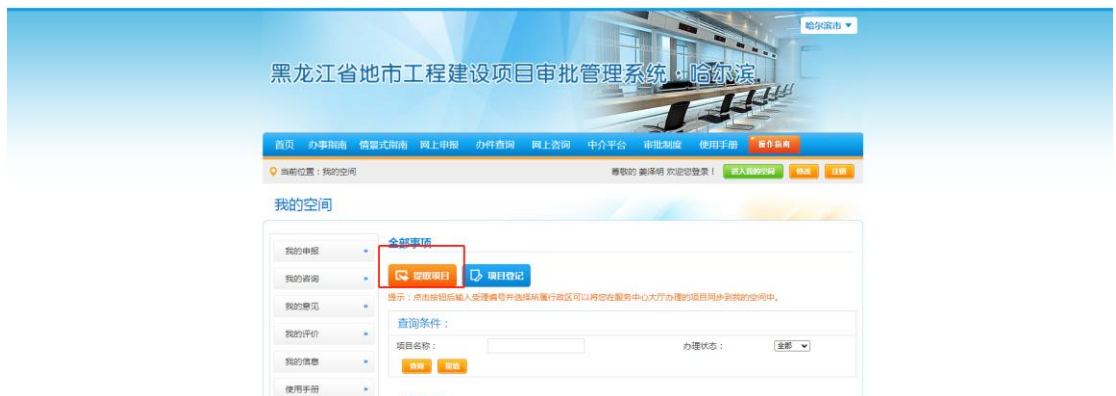 哈尔滨市
黑龙江省地市工程建设项目审批管理系统·哈尔滨
首页 办事指南 情景式指南 网上申报 办件查询 网上咨询 中介平台 审批制度 使用手册 操作指南
当前位置：我的空间 尊敬的 姜泽明 欢迎您登录！ 进入我的空间 修改 注销
我的空间
全部事项
我的申报
提取项目 项目登记
我的咨询
提示：点击按钮后输入受理编号并选择所属行政区可以将您在服务中心大厅办理的项目同步到我的空间中。
我的意见
查询条件：
我的评价
项目名称： 办理状态： 全部
我的信息
查询 重置
使用手册